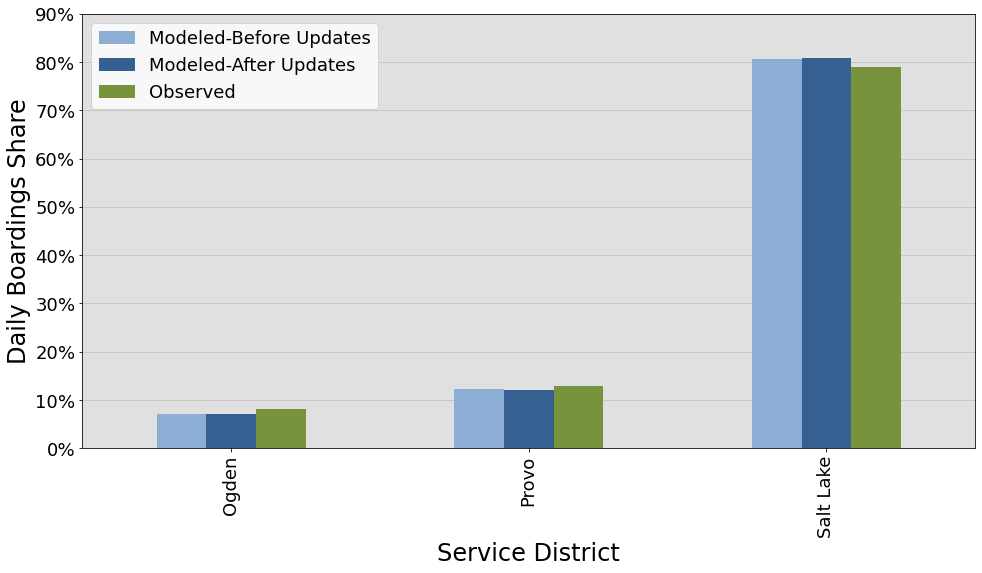 90%
80%
70%
60%
50%
40%
30%
20%
10%
0%
Daily Boardings Share
Modeled-Before Updates
Modeled-After Updates
Observed
Ogden
Provo
Salt Lake
Service District